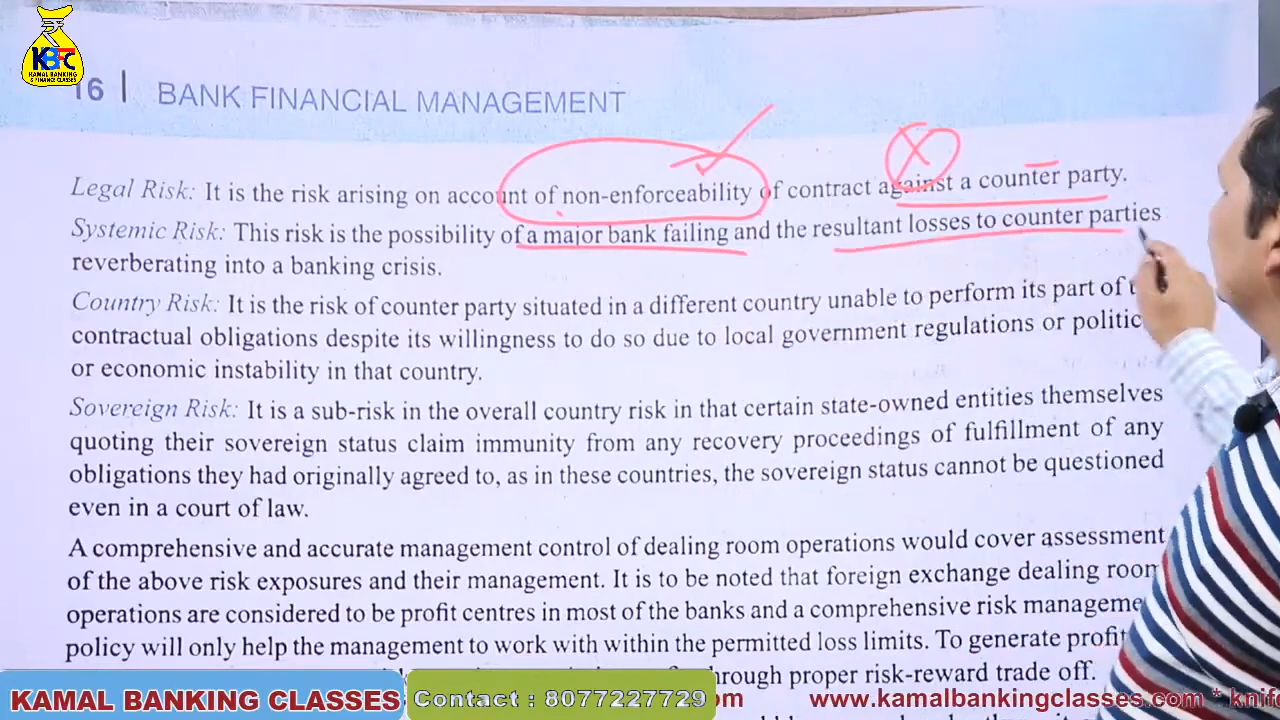 KBFC
KAMAL BANKING
& FINANCE CLASSES
16 | BANK FINANCIAL MANAGEMENT
Legal Risk: It is the risk arising on account of non-enforceability of contract against a counter party.
Systemic Risk: This risk is the possibility of a major bank failing and the resultant losses to counter parties
reverberating into a banking crisis.
Country Risk: It is the risk of counter party situated in a different country unable to perform its part of
contractual obligations despite its willingness to do so due to local government regulations or politic
or economic instability in that country.
Sovereign Risk: It is a sub-risk in the overall country risk in that certain state-owned entities themselves
quoting their sovereign status claim immunity from any recovery proceedings of fulfillment of any
obligations they had originally agreed to, as in these countries, the sovereign status cannot be questioned
even in a court of law.
A comprehensive and accurate management control of dealing room operations would cover assessment
of the above risk exposures and their management. It is to be noted that foreign exchange dealing room
operations are considered to be profit centres in most of the banks and a comprehensive risk manageme
policy will only help the management to work with within the permitted loss limits. To generate profit
through proper risk-reward trade off.
KAMAL BANKING CLASSES Contact : 8077227729 om www.kamalbankingclasses.com * knif